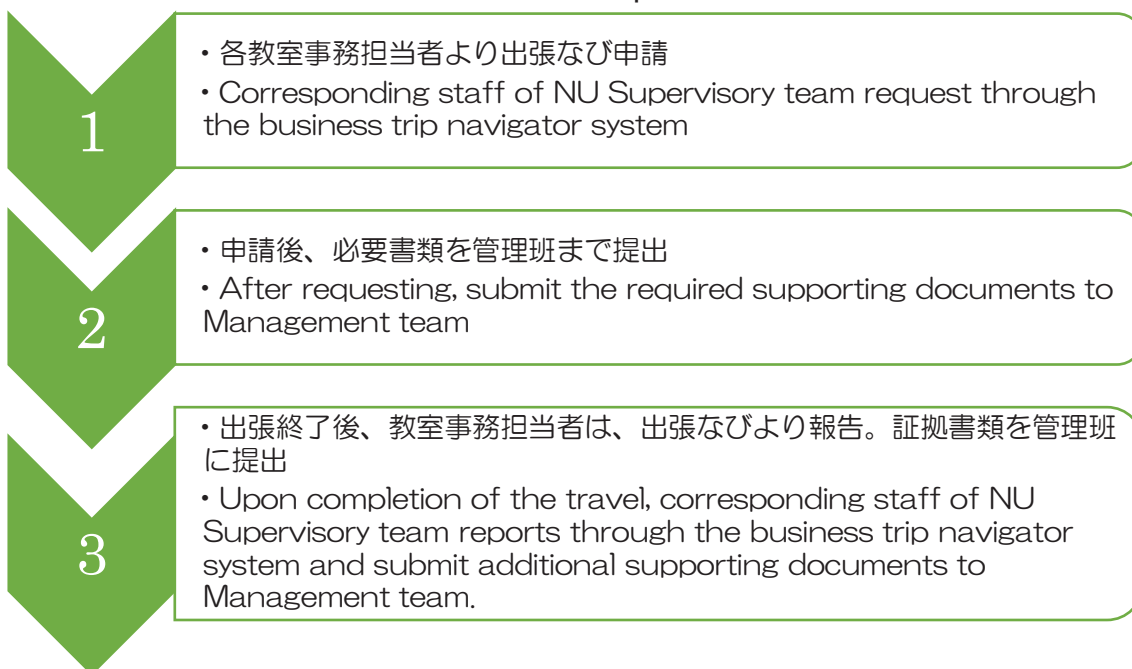 1
・各教室事務担当者より出張なび申請
・Corresponding staff of NU Supervisory team request through
the business trip navigator system
2
・申請後、必要書類を管理班まで提出
・After requesting, submit the required supporting documents to
Management team
3
・出張終了後、教室事務担当者は、出張なびより報告。証拠書類を管理班
に提出
・Upon completion of the travel, corresponding staff of NU
Supervisory team reports through the business trip navigator
system and submit additional supporting documents to
Management team.